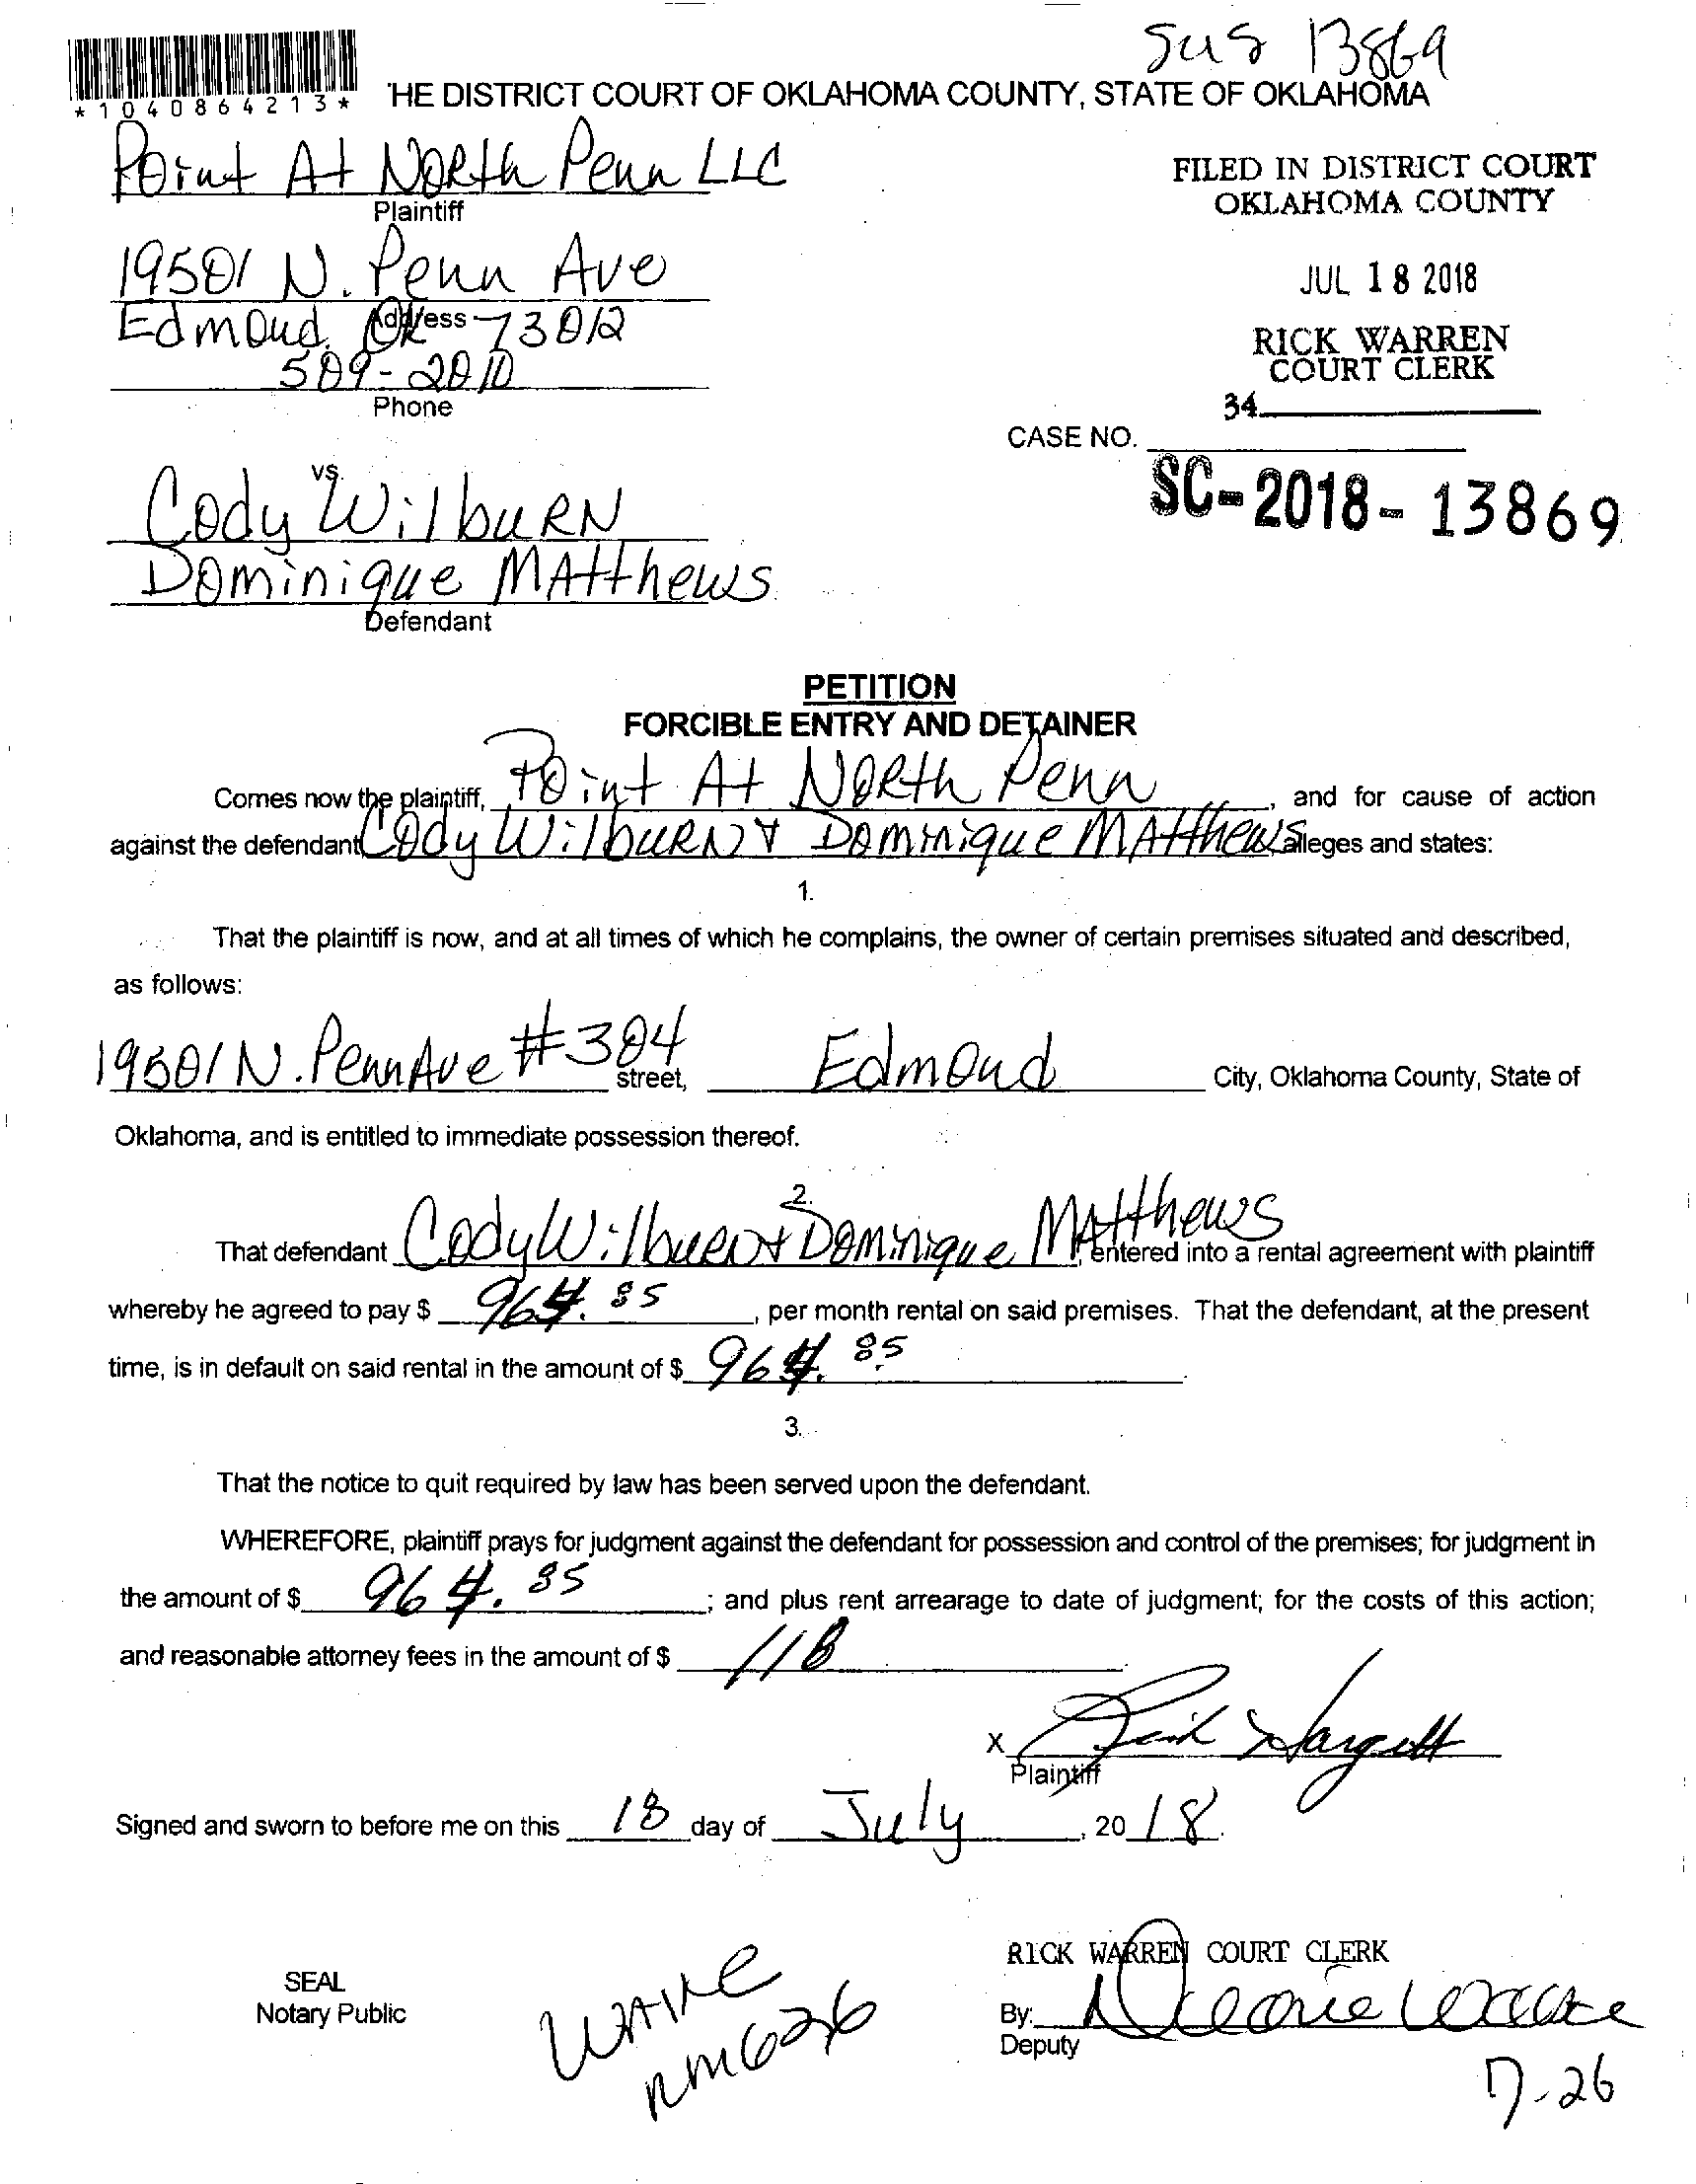 SUS 13869
*1040864213*
'HE DISTRICT COURT OF OKLAHOMA COUNTY, STATE OF OKLAHOMA
Point At North Penn LLC
Plaintiff
FILED IN DISTRICT COURT
OKLAHOMA COUNTY
19501 N. Penn Ave
JUL 18 2018
Address
Edmond, OK 73012
RICK WARREN
COURT CLERK
509-2010
Phone
34
CASE NO.
SC-2018-13869
vs.
Cody Wilburn
Dominique Matthews
Defendant
PETITION
FORCIBLE ENTRY AND DETAINER
Comes now the plaintiff, Point At North Penn, and for cause of action
against the defendant Cody Wilburn & Dominique Matthews alleges and states:
1.
That the plaintiff is now, and at all times of which he complains, the owner of certain premises situated and described,
as follows:
19501 N. Penn Ave #304 street, Edmond City, Oklahoma County, State of
Oklahoma, and is entitled to immediate possession thereof.
2.
That defendant Cody Wilburn & Dominique Matthews, entered into a rental agreement with plaintiff
whereby he agreed to pay $ 964.85, per month rental on said premises. That the defendant, at the present
time, is in default on said rental in the amount of $ 964.85.
3.
That the notice to quit required by law has been served upon the defendant.
WHEREFORE, plaintiff prays for judgment against the defendant for possession and control of the premises; for judgment in
the amount of $ 964.85; and plus rent arrearage to date of judgment; for the costs of this action;
and reasonable attorney fees in the amount of $
X
Plaintiff
Signed and sworn to before me on this 18 day of July, 2018.
RICK WARREN COURT CLERK
SEAL
Notary Public
By:
Deputy
RM626
7-26